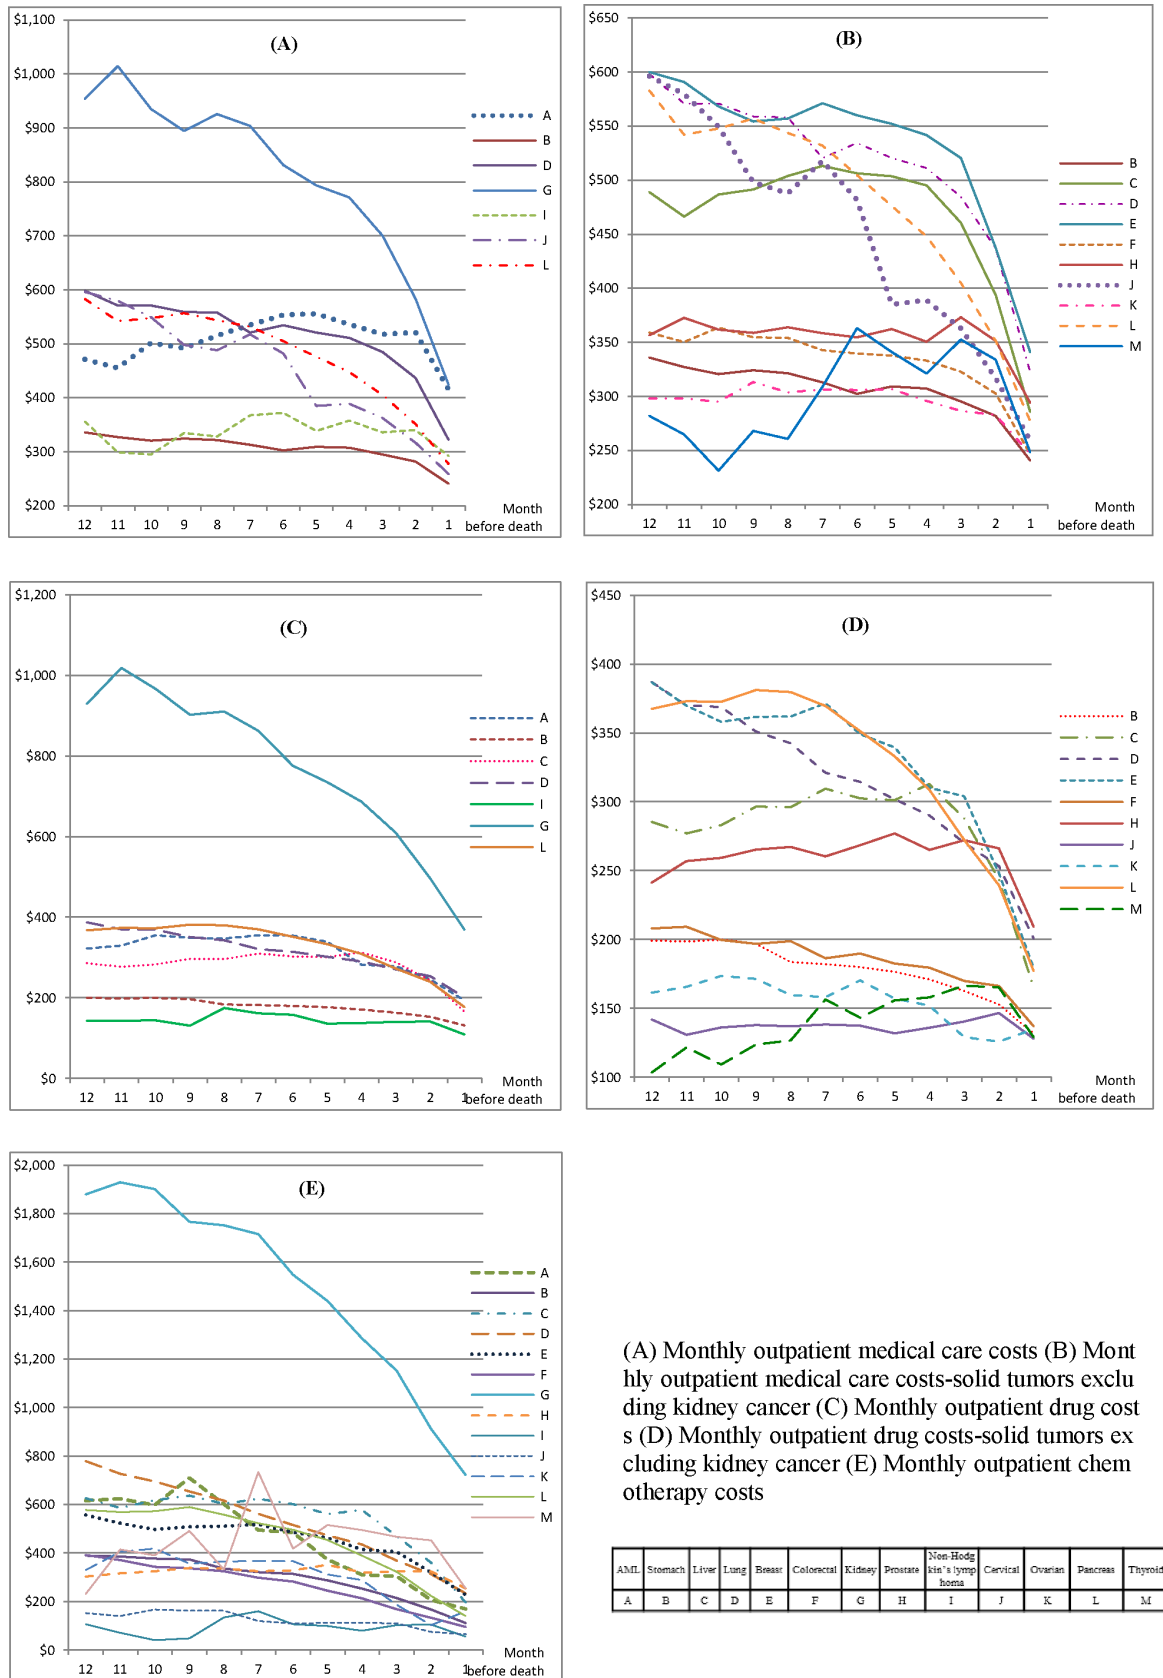 (A)
$1,100
$1,000
$900
$800
$700
$600
$500
$400
$300
$200
12 11 10 9 8 7 6 5 4 3 2 1
Month
before death
A
B
D
G
I
J
L
(B)
$650
$600
$550
$500
$450
$400
$350
$300
$250
$200
12 11 10 9 8 7 6 5 4 3 2 1
Month
before death
B
C
D
E
F
H
J
K
L
M
(C)
$1,200
$1,000
$800
$600
$400
$200
$0
12 11 10 9 8 7 6 5 4 3 2 1
Month
before death
A
B
C
D
I
G
L
(D)
$450
$400
$350
$300
$250
$200
$150
$100
12 11 10 9 8 7 6 5 4 3 2 1
Month
before death
B
C
D
E
F
H
J
K
L
M
(E)
$2,000
$1,800
$1,600
$1,400
$1,200
$1,000
$800
$600
$400
$200
$0
12 11 10 9 8 7 6 5 4 3 2 1
Month
before death
A
B
C
D
E
F
G
H
I
J
K
L
M
(A) Monthly outpatient medical care costs (B) Mont
hly outpatient medical care costs-solid tumors exclu
ding kidney cancer (C) Monthly outpatient drug cost
s (D) Monthly outpatient drug costs-solid tumors ex
cluding kidney cancer (E) Monthly outpatient chem
otherapy costs
AML Stomach Liver Lung Breast Colorectal Kidney Prostate Non-Hodg kin's lymp homa Cervical Ovarian Pancreas Thyroid
A B C D E F G H I J K L M